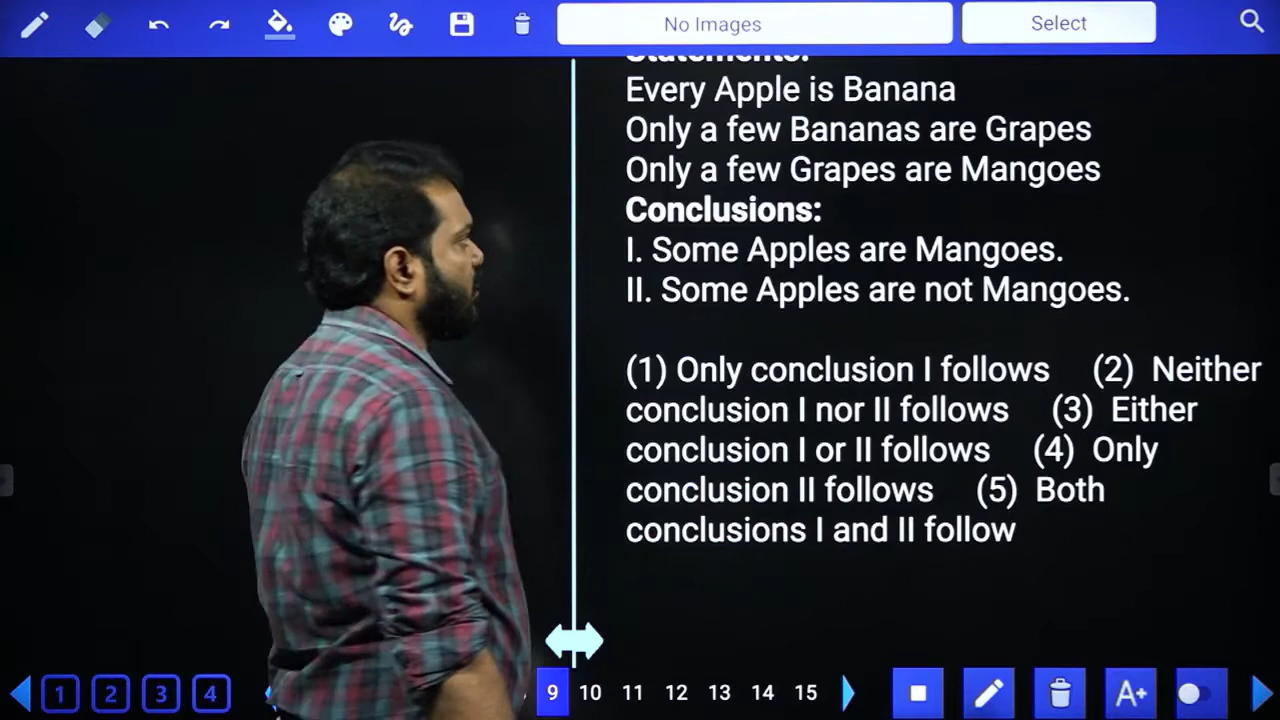 No Images
Select
Statements:
Every Apple is Banana
Only a few Bananas are Grapes
Only a few Grapes are Mangoes
Conclusions:
I. Some Apples are Mangoes.
II. Some Apples are not Mangoes.
(1) Only conclusion I follows (2) Neither
conclusion I nor II follows (3) Either
conclusion I or II follows (4) Only
conclusion II follows (5) Both
conclusions I and II follow
1 2 3 4 9 10 11 12 13 14 15 A+